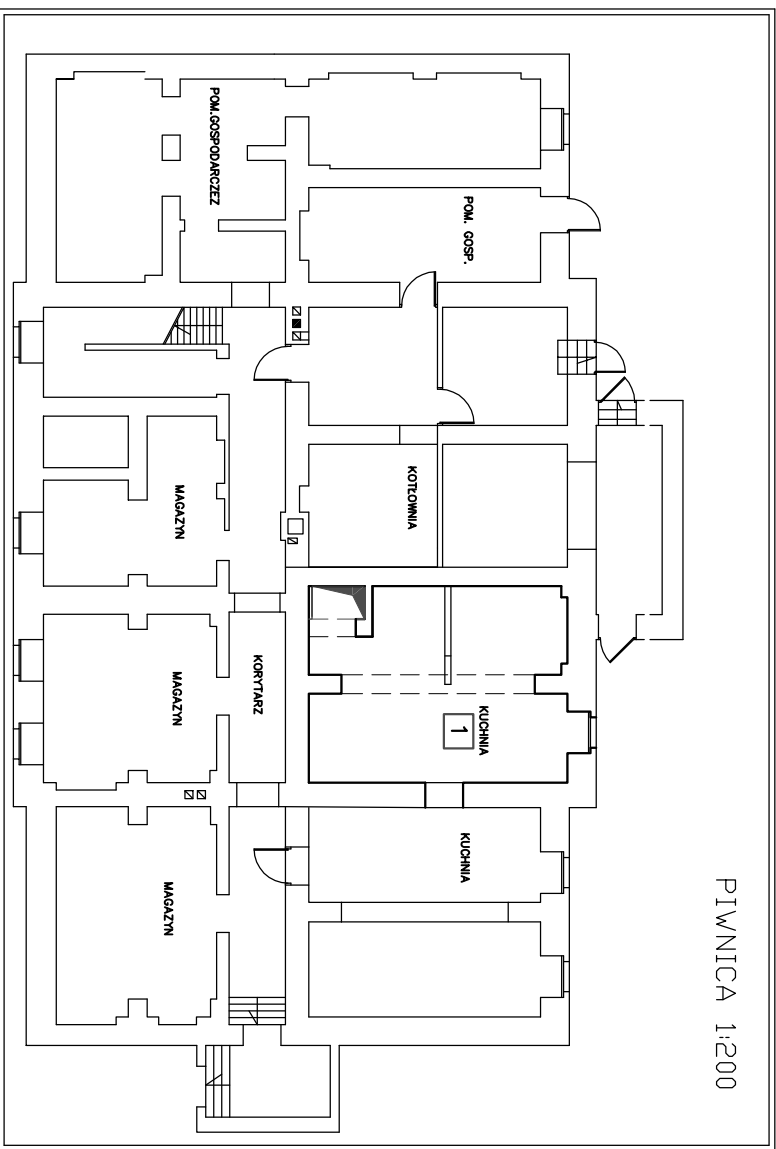 PIWNICA 1:200
POM. GOSP.
POM.GOSPODARCZEZ
KOTŁOWNIA
KUCHNIA
1
KUCHNIA
KORYTARZ
MAGAZYN
MAGAZYN
MAGAZYN